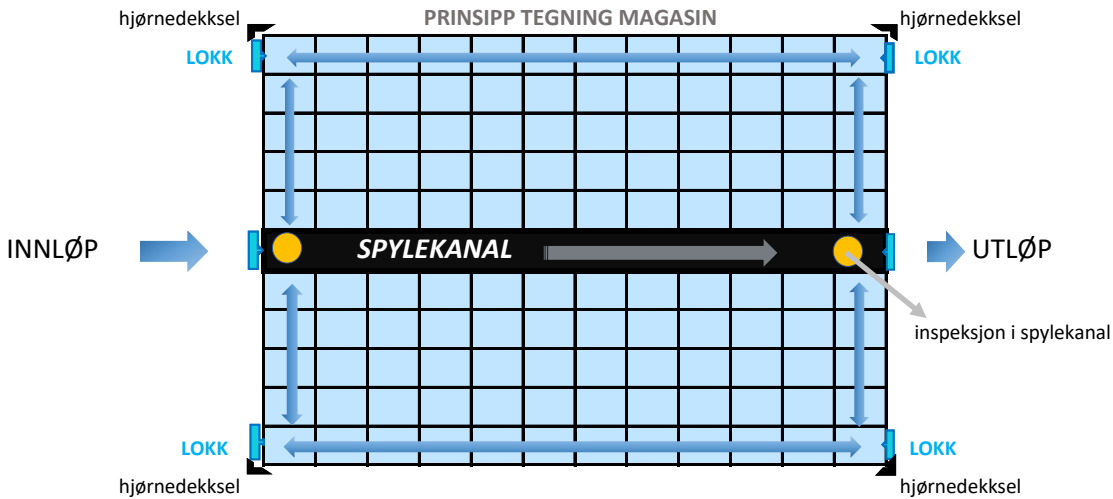 hjørnedekksel
PRINSIPP TEGNING MAGASIN
hjørnedekksel
LOKK
LOKK
INNLØP
SPYLEKANAL
UTLØP
inspeksjon i spylekanal
LOKK
LOKK
hjørnedekksel
hjørnedekksel